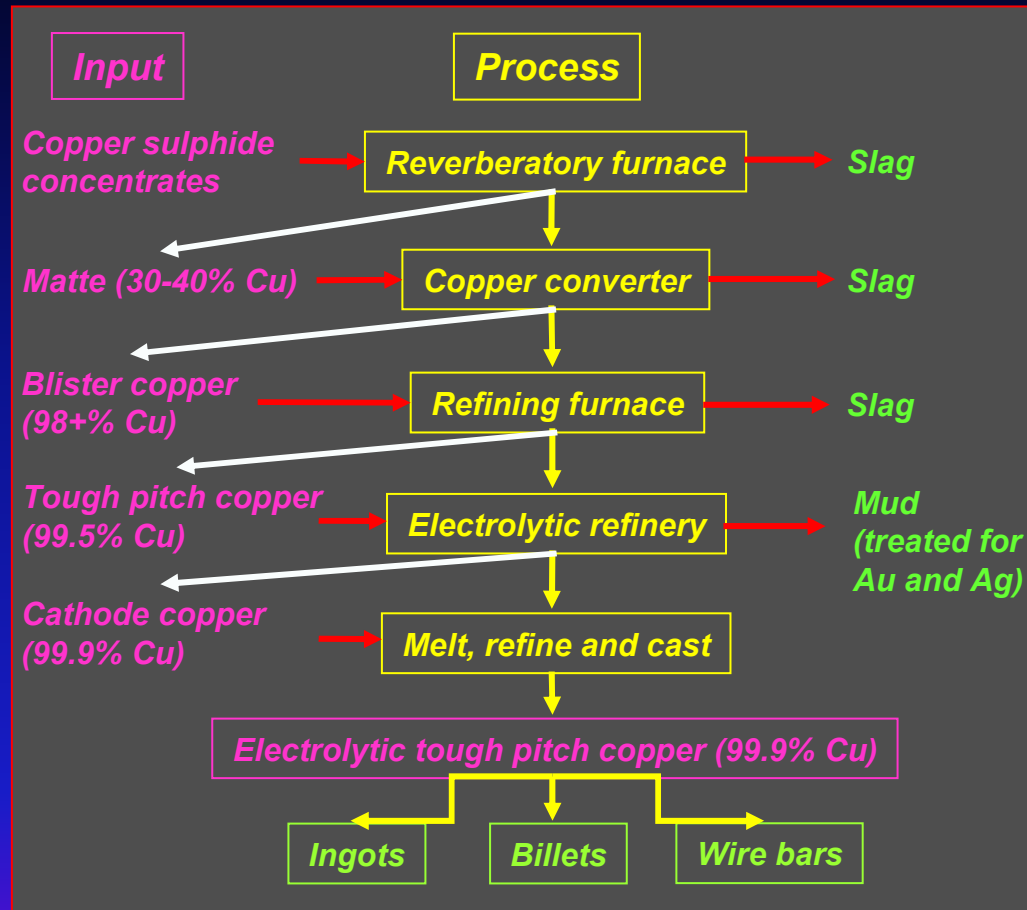 Input
Process
Copper sulphide
concentrates
Reverberatory furnace
Slag
Matte (30-40% Cu)
Copper converter
Slag
Blister copper
(98+% Cu)
Refining furnace
Slag
Tough pitch copper
(99.5% Cu)
Electrolytic refinery
Mud
(treated for
Au and Ag)
Cathode copper
(99.9% Cu)
Melt, refine and cast
Electrolytic tough pitch copper (99.9% Cu)
Ingots
Billets
Wire bars